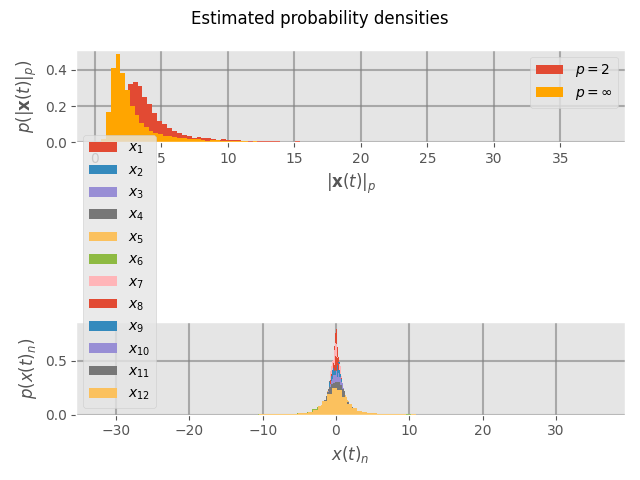 Estimated probability densities
p(|x(t)|ₚ)
0.4
0.2
0.0
p = 2
p = ∞
0 5 10 15 20 25 30 35
|x(t)|ₚ
x₁
x₂
x₃
x₄
x₅
x₆
x₇
x₈
x₉
x₁₀
x₁₁
x₁₂
p(x(t)ₙ)
0.5
0.0
−30 −20 −10 0 10 20 30
x(t)ₙ